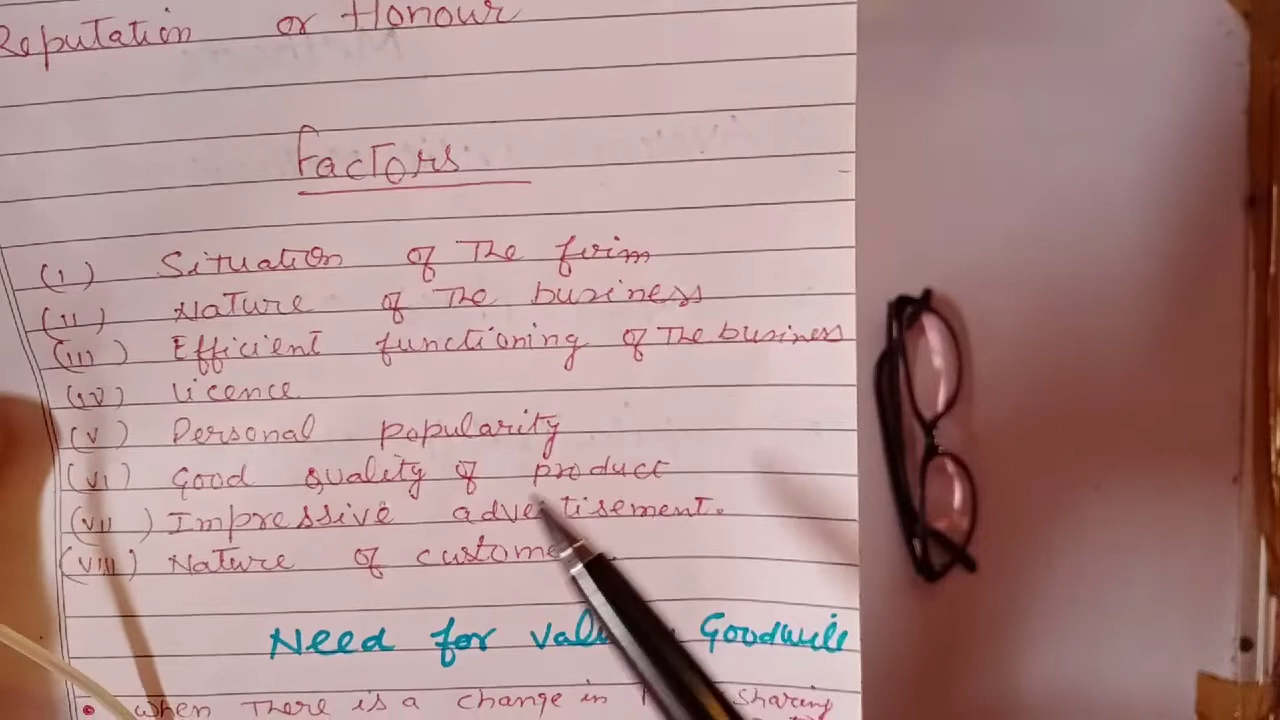 Reputation or Honour
Factors
(I) Situation of The firm
(II) Nature of The business
(III) Efficient functioning of The business
(IV) Licence
(V) Personal popularity
(VI) Good quality of product
(VII) Impressive advertisement.
(VIII) Nature of
Need for Goodwill
• When There is a change in sharing